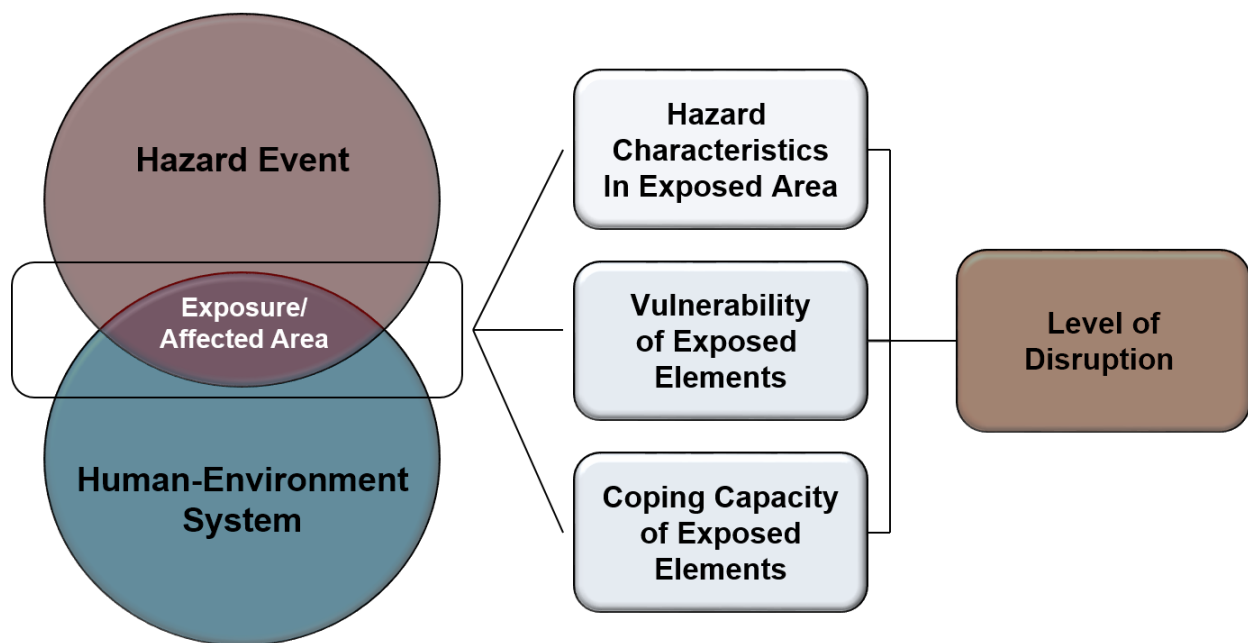 Hazard Event
Exposure/
Affected Area
Human-Environment
System
Hazard
Characteristics
In Exposed Area
Vulnerability
of Exposed
Elements
Coping Capacity
of Exposed
Elements
Level of
Disruption